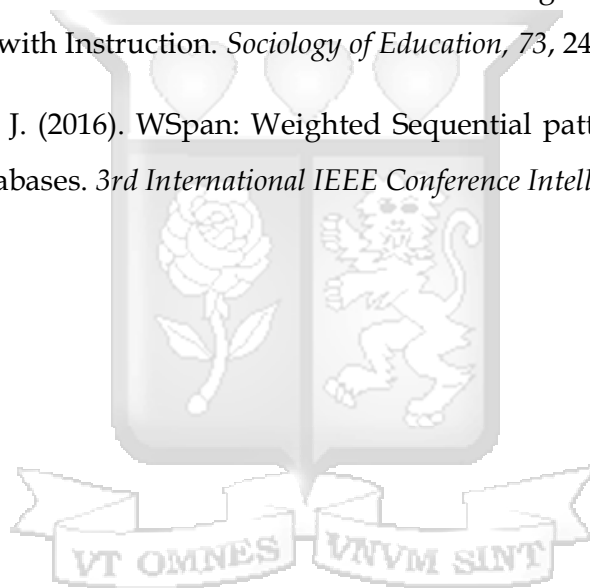 with Instruction. Sociology of Education, 73, 24
J. (2016). WSpan: Weighted Sequential patt
abases. 3rd International IEEE Conference Intell
VT OMNES VNVM SINT